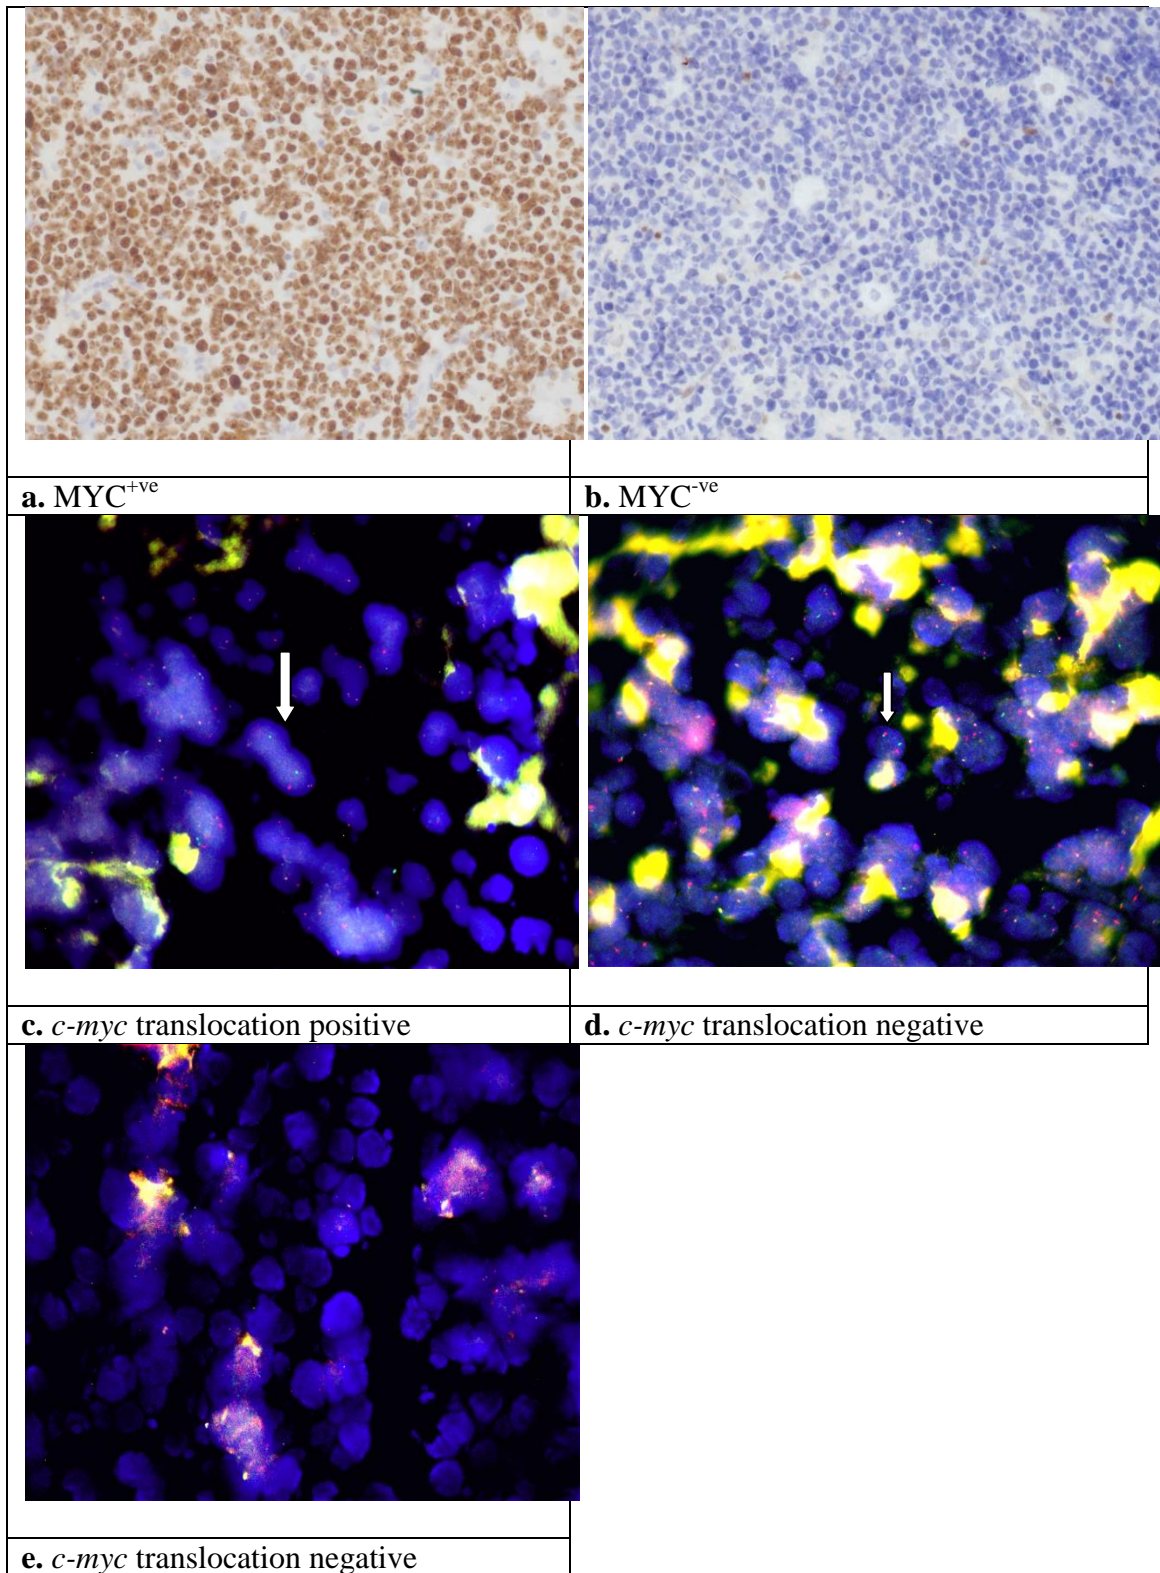 a. MYC+ve
b. MYC-ve
c. c-myc translocation positive
d. c-myc translocation negative
e. c-myc translocation negative